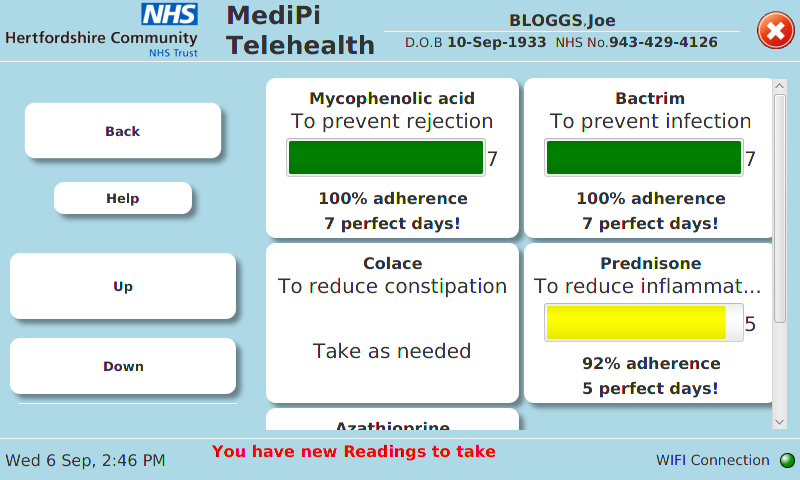 NHS
Hertfordshire Community
NHS Trust
MediPi
Telehealth
BLOGGS,Joe
D.O.B 10-Sep-1933 NHS No.943-429-4126
Back
Help
Up
Down
Mycophenolic acid
To prevent rejection
7
100% adherence
7 perfect days!
Bactrim
To prevent infection
7
100% adherence
7 perfect days!
Colace
To reduce constipation
Take as needed
Prednisone
To reduce inflammat...
5
92% adherence
5 perfect days!
Azathioprine
Wed 6 Sep, 2:46 PM
You have new Readings to take
WIFI Connection